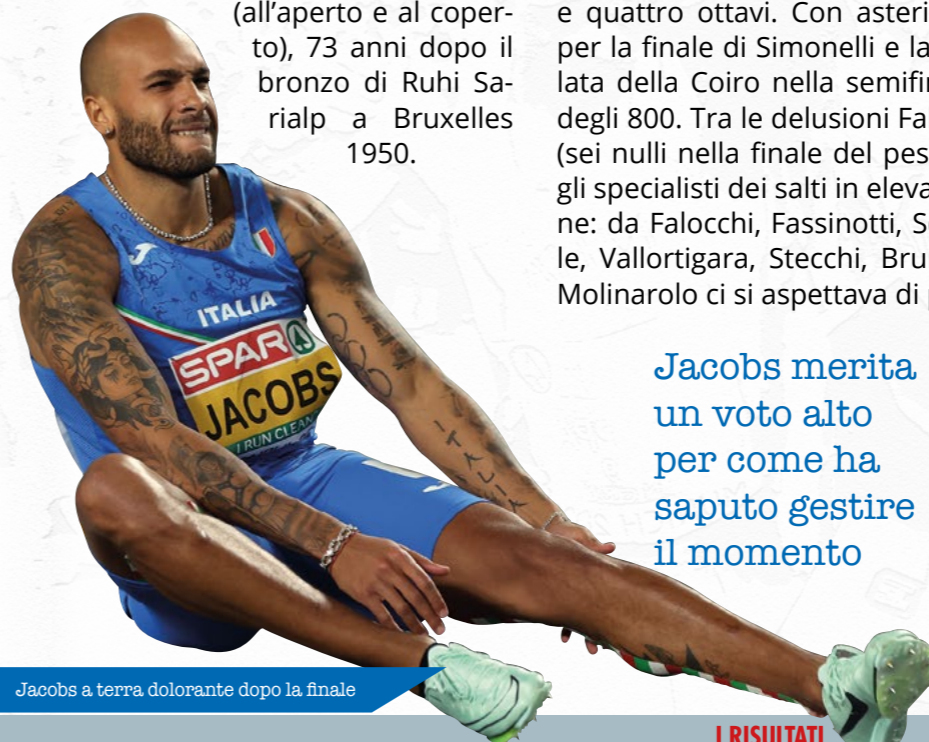 (all’aperto e al coper-
to), 73 anni dopo il
bronzo di Ruhi Sa-
rialp a Bruxelles
1950.
e quattro ottavi. Con asteri
per la finale di Simonelli e la
lata della Coiro nella semifi
degli 800. Tra le delusioni Fa
(sei nulli nella finale del pes
gli specialisti dei salti in eleva
ne: da Falocchi, Fassinotti, S
le, Vallortigara, Stecchi, Bru
Molinarolo ci si aspettava di
Jacobs merita
un voto alto
per come ha
saputo gestire
il momento
ITALIA
SPAR
JACOBS
I RUN CLEAN
ITALIA
Jacobs a terra dolorante dopo la finale
I RISULTATI